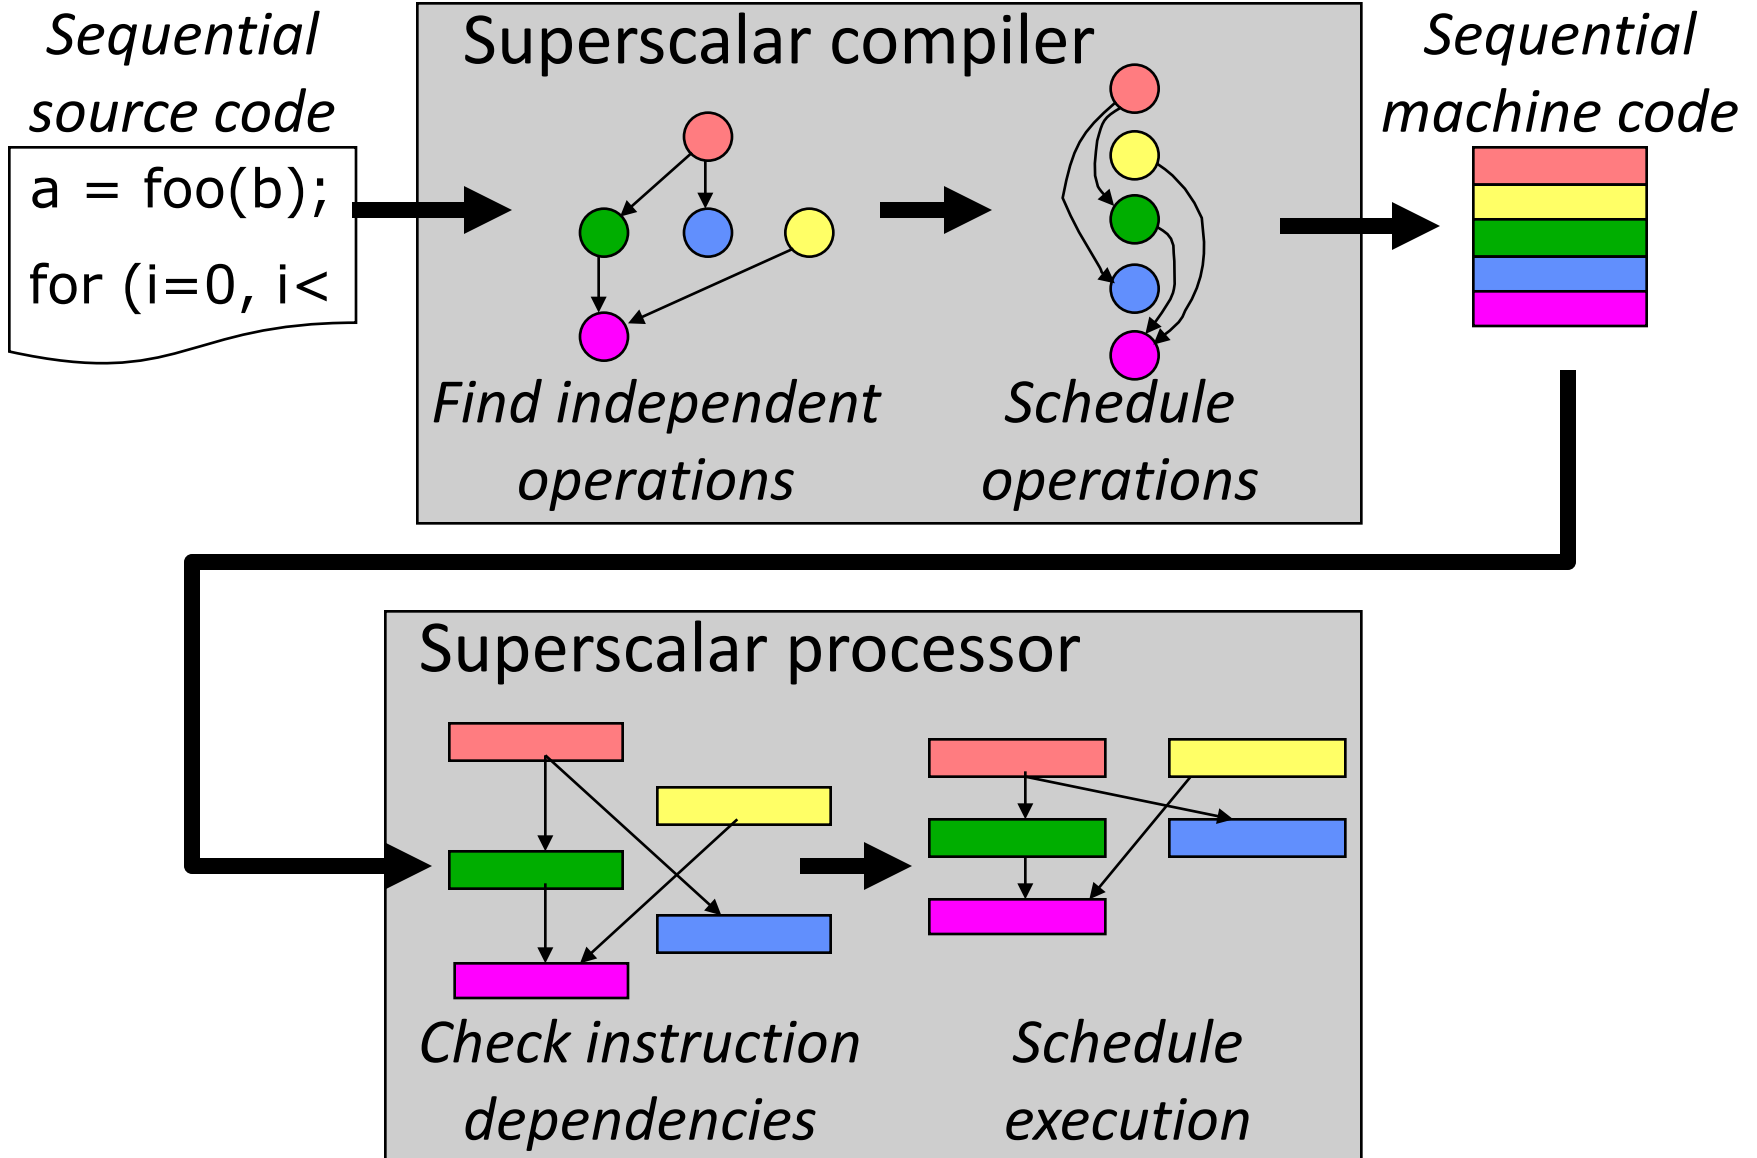 Sequential
source code
a = foo(b);
for (i=0, i<
Superscalar compiler
Find independent
operations
Schedule
operations
Sequential
machine code
Superscalar processor
Check instruction
dependencies
Schedule
execution